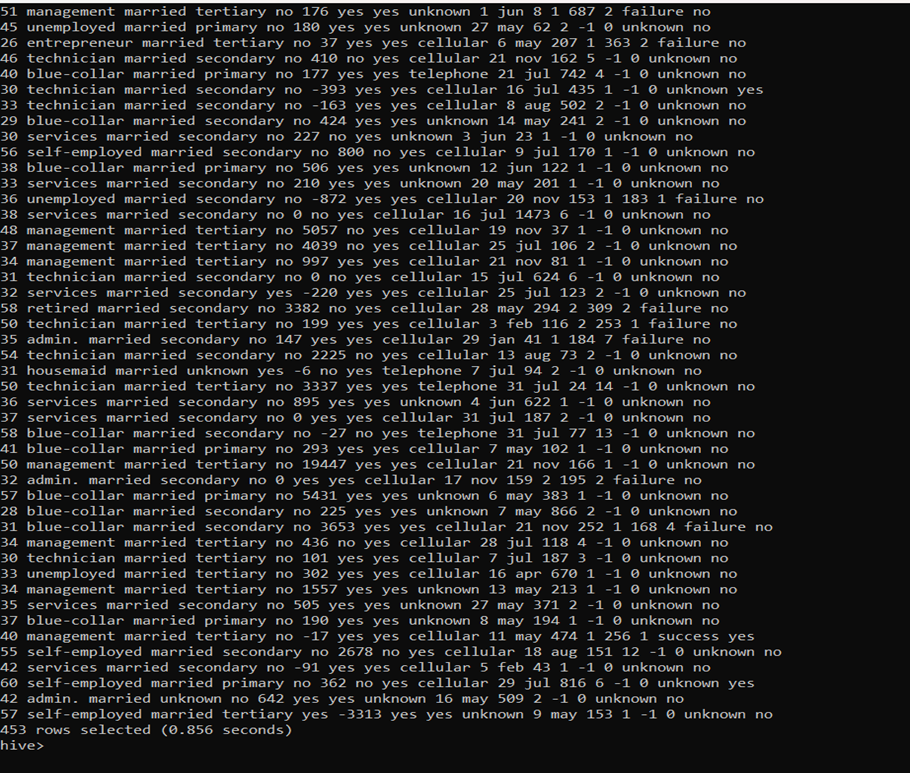 51 management married tertiary no 176 yes yes unknown 1 jun 8 1 687 2 failure no
45 unemployed married primary no 180 yes yes unknown 27 may 62 2 -1 0 unknown no
26 entrepreneur married tertiary no 37 yes yes cellular 6 may 207 1 363 2 failure no
46 technician married secondary no 410 no yes cellular 21 nov 162 5 -1 0 unknown no
40 blue-collar married primary no 177 yes yes telephone 21 jul 742 4 -1 0 unknown no
30 technician married secondary no -393 yes yes cellular 16 jul 435 1 -1 0 unknown yes
33 technician married secondary no -163 yes yes cellular 8 aug 502 2 -1 0 unknown no
29 blue-collar married secondary no 424 yes yes unknown 14 may 241 2 -1 0 unknown no
30 services married secondary no 227 no yes unknown 3 jun 23 1 -1 0 unknown no
56 self-employed married secondary no 800 no yes cellular 9 jul 170 1 -1 0 unknown no
38 blue-collar married primary no 506 yes yes unknown 12 jun 122 1 -1 0 unknown no
33 services married secondary no 210 yes yes unknown 20 may 201 1 -1 0 unknown no
36 unemployed married secondary no -872 yes yes cellular 20 nov 153 1 183 1 failure no
38 services married secondary no 0 no yes cellular 16 jul 1473 6 -1 0 unknown no
48 management married tertiary no 5057 no yes cellular 19 nov 37 1 -1 0 unknown no
37 management married tertiary no 4039 no yes cellular 25 jul 106 2 -1 0 unknown no
34 management married tertiary no 997 yes yes cellular 21 nov 81 1 -1 0 unknown no
31 technician married secondary no 0 no yes cellular 15 jul 624 6 -1 0 unknown no
32 services married secondary yes -220 yes yes cellular 25 jul 123 2 -1 0 unknown no
58 retired married secondary no 3382 no yes cellular 28 may 294 2 309 2 failure no
50 technician married tertiary no 199 yes yes cellular 3 feb 116 2 253 1 failure no
35 admin. married secondary no 147 yes yes cellular 29 jan 41 1 184 7 failure no
54 technician married secondary no 2225 no yes cellular 13 aug 73 2 -1 0 unknown no
31 housemaid married unknown yes -6 no yes telephone 7 jul 94 2 -1 0 unknown no
50 technician married tertiary no 3337 yes yes telephone 31 jul 24 14 -1 0 unknown no
36 services married secondary no 895 yes yes unknown 4 jun 622 1 -1 0 unknown no
37 services married secondary no 0 yes yes cellular 31 jul 187 2 -1 0 unknown no
58 blue-collar married secondary no -27 no yes telephone 31 jul 77 13 -1 0 unknown no
41 blue-collar married primary no 293 yes yes cellular 7 may 102 1 -1 0 unknown no
50 management married tertiary no 19447 yes yes cellular 21 nov 166 1 -1 0 unknown no
32 admin. married secondary no 0 yes yes cellular 17 nov 159 2 195 2 failure no
57 blue-collar married primary no 5431 yes yes unknown 6 may 383 1 -1 0 unknown no
28 blue-collar married secondary no 225 yes yes unknown 7 may 866 2 -1 0 unknown no
31 blue-collar married secondary no 3653 yes yes cellular 21 nov 252 1 168 4 failure no
34 management married tertiary no 436 no yes cellular 28 jul 118 4 -1 0 unknown no
30 technician married tertiary no 101 yes yes cellular 7 jul 187 3 -1 0 unknown no
33 unemployed married tertiary no 302 yes yes cellular 16 apr 670 1 -1 0 unknown no
34 management married tertiary no 1557 yes yes unknown 13 may 213 1 -1 0 unknown no
35 services married secondary no 505 yes yes unknown 27 may 371 2 -1 0 unknown no
37 blue-collar married primary no 190 yes yes unknown 8 may 194 1 -1 0 unknown no
40 management married tertiary no -17 yes yes cellular 11 may 474 1 256 1 success yes
55 self-employed married secondary no 2678 no yes cellular 18 aug 151 12 -1 0 unknown no
42 services married secondary no -91 yes yes cellular 5 feb 43 1 -1 0 unknown no
60 self-employed married primary no 362 no yes cellular 29 jul 816 6 -1 0 unknown yes
42 admin. married unknown no 642 yes yes unknown 16 may 509 2 -1 0 unknown no
57 self-employed married tertiary yes -3313 yes yes unknown 9 may 153 1 -1 0 unknown no
453 rows selected (0.856 seconds)
hive>